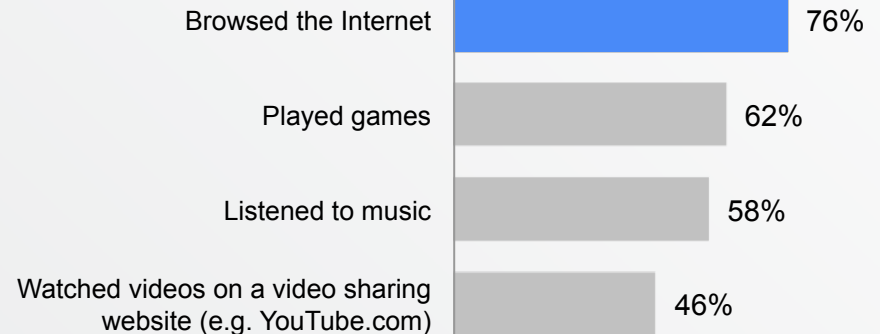 Browsed the Internet 76%
Played games 62%
Listened to music 58%
Watched videos on a video sharing
website (e.g. YouTube.com) 46%